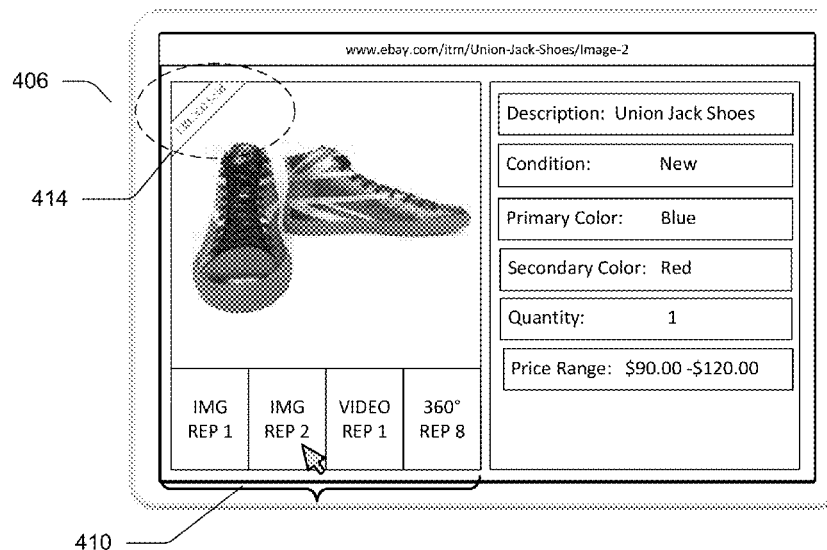 www.ebay.com/itm/Union-Jack-Shoes/Image-2
406
414
Description: Union Jack Shoes
Condition: New
Primary Color: Blue
Secondary Color: Red
Quantity: 1
Price Range: $90.00 -$120.00
IMG REP 1
IMG REP 2
VIDEO REP 1
360° REP 8
410